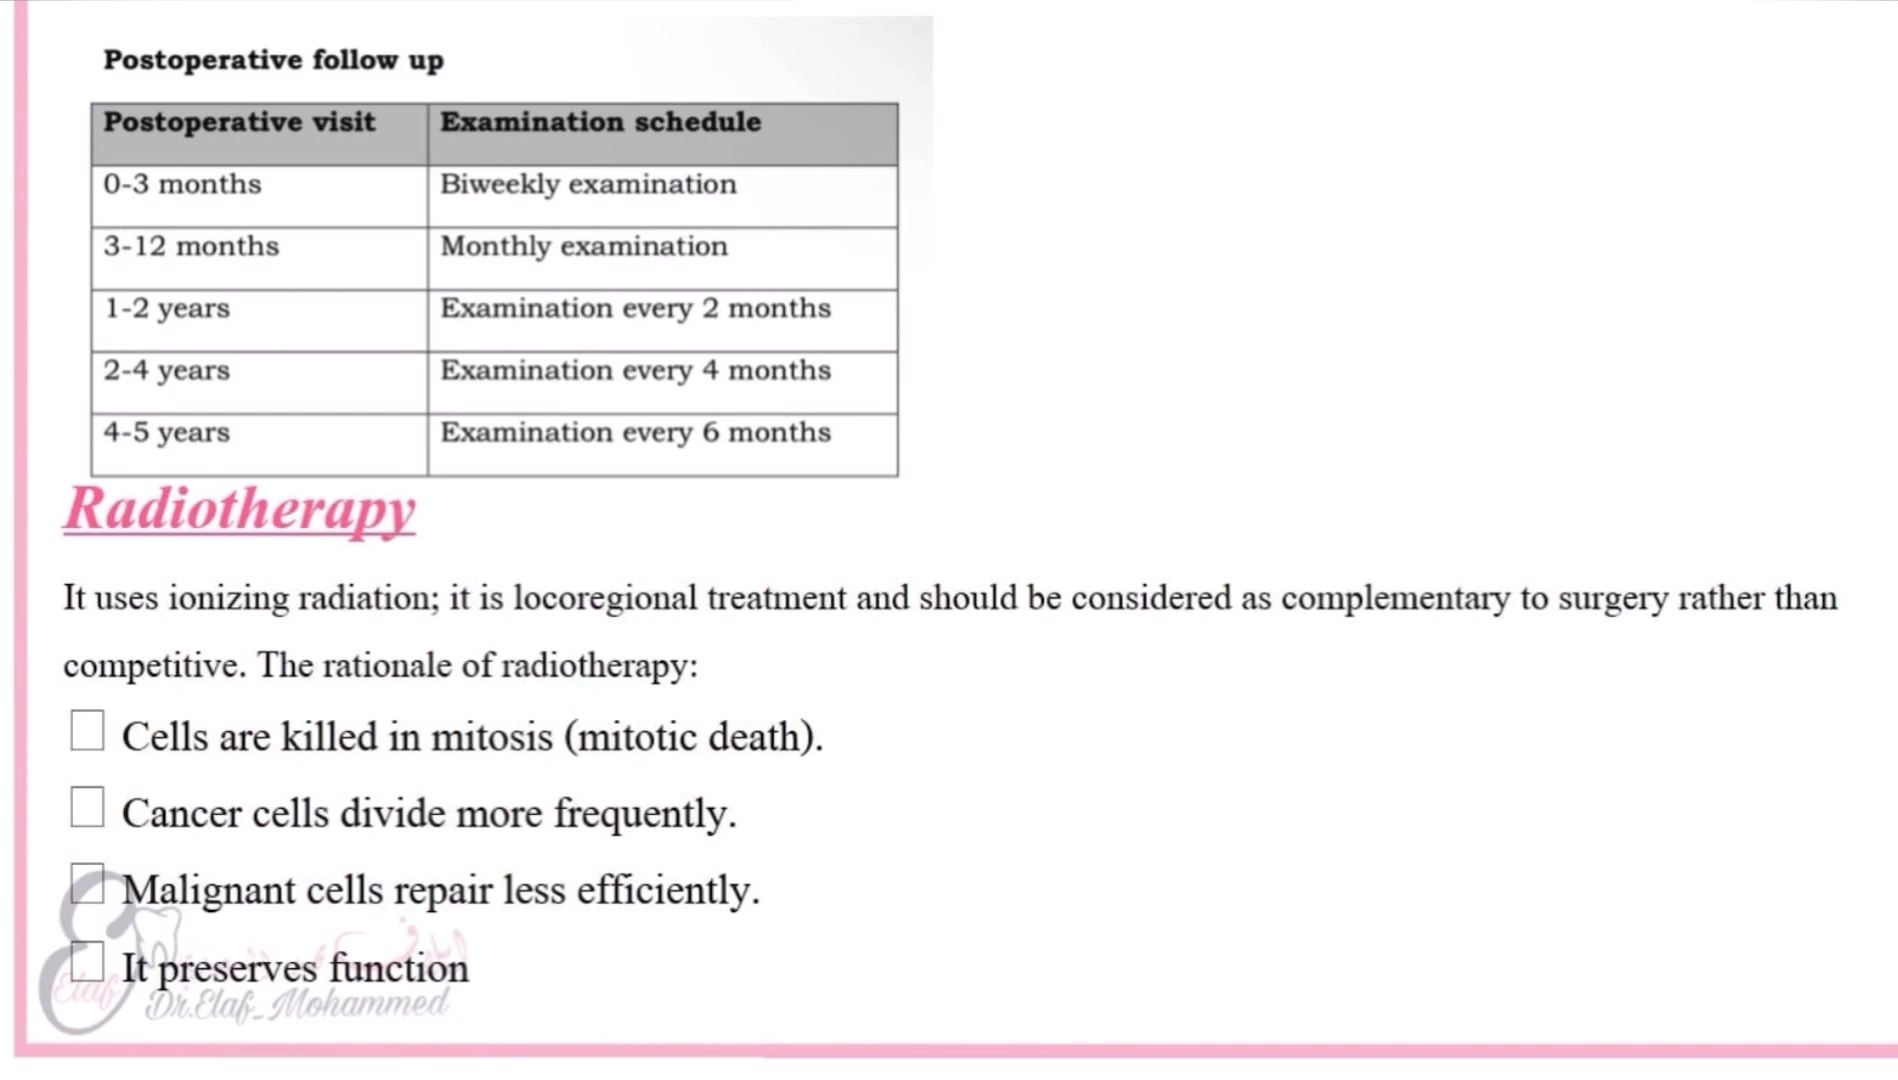 Postoperative follow up
Postoperative visit Examination schedule
0-3 months Biweekly examination
3-12 months Monthly examination
1-2 years Examination every 2 months
2-4 years Examination every 4 months
4-5 years Examination every 6 months
Radiotherapy
It uses ionizing radiation; it is locoregional treatment and should be considered as complementary to surgery rather than
competitive. The rationale of radiotherapy:
Cells are killed in mitosis (mitotic death).
Cancer cells divide more frequently.
Malignant cells repair less efficiently.
It preserves function
Elaf
Dr.Elaf_Mohammed